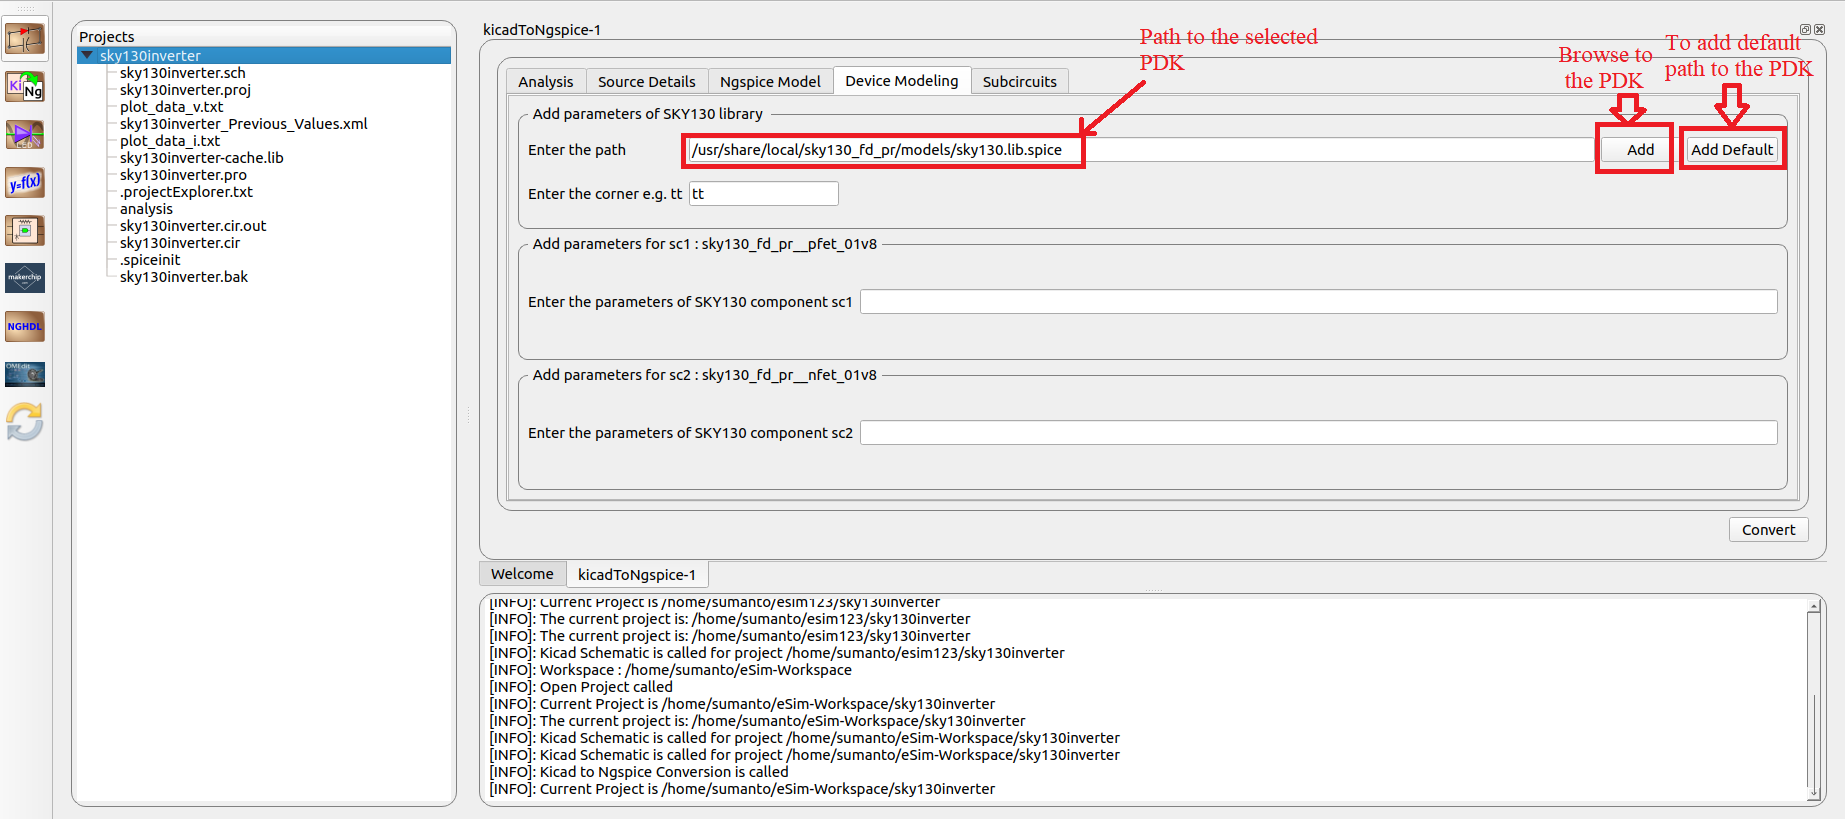 Projects
sky130inverter
sky130inverter.sch
sky130inverter.proj
plot_data_v.txt
sky130inverter_Previous_Values.xml
plot_data_i.txt
sky130inverter-cache.lib
sky130inverter.pro
.projectExplorer.txt
analysis
sky130inverter.cir.out
sky130inverter.cir
.spiceinit
sky130inverter.bak
Ki Ng
LED
y=f(x)
makerchip
NGHDL
OMEdit
kicadToNgspice-1
Path to the selected
PDK
Browse to
the PDK
To add default
path to the PDK
Analysis Source Details Ngspice Model Device Modeling Subcircuits
Add parameters of SKY130 library
Enter the path /usr/share/local/sky130_fd_pr/models/sky130.lib.spice Add Add Default
Enter the corner e.g. tt tt
Add parameters for sc1 : sky130_fd_pr__pfet_01v8
Enter the parameters of SKY130 component sc1
Add parameters for sc2 : sky130_fd_pr__nfet_01v8
Enter the parameters of SKY130 component sc2
Convert
Welcome kicadToNgspice-1
[INFO]: Current Project is /home/sumanto/esim123/sky130inverter
[INFO]: The current project is: /home/sumanto/esim123/sky130inverter
[INFO]: The current project is: /home/sumanto/esim123/sky130inverter
[INFO]: Kicad Schematic is called for project /home/sumanto/esim123/sky130inverter
[INFO]: Workspace : /home/sumanto/eSim-Workspace
[INFO]: Open Project called
[INFO]: Current Project is /home/sumanto/eSim-Workspace/sky130inverter
[INFO]: The current project is: /home/sumanto/eSim-Workspace/sky130inverter
[INFO]: Kicad Schematic is called for project /home/sumanto/eSim-Workspace/sky130inverter
[INFO]: Kicad Schematic is called for project /home/sumanto/eSim-Workspace/sky130inverter
[INFO]: Kicad to Ngspice Conversion is called
[INFO]: Current Project is /home/sumanto/eSim-Workspace/sky130inverter